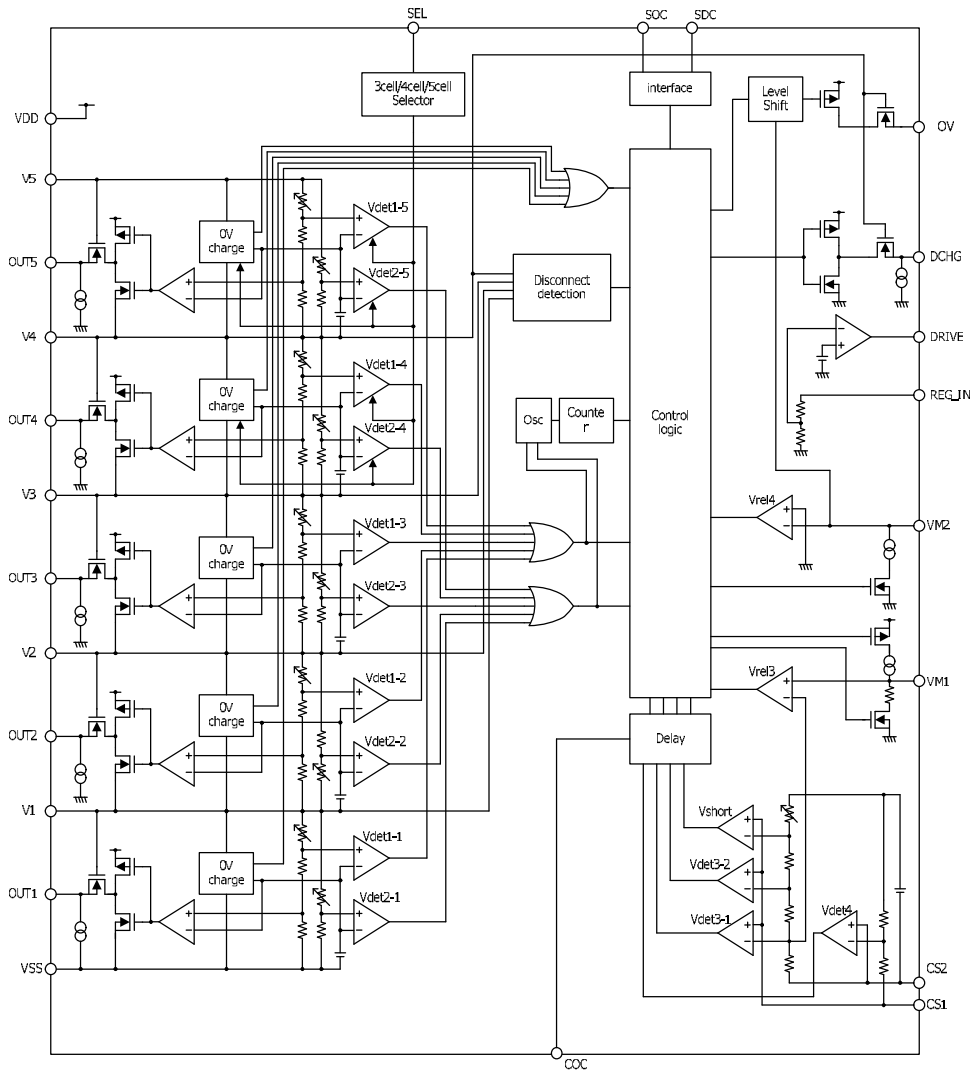 SEL
SOC
SDC
3cell/4cell/5cell
Selector
interface
Level
Shift
VDD
OV
V5
Vdet1-5
0V
charge
OUT5
Vdet2-5
Disconnect
detection
DCHG
V4
DRIVE
Vdet1-4
0V
charge
REG_IN
OUT4
Vdet2-4
Osc
Counte
r
Control
logic
V3
Vrel4
VM2
Vdet1-3
0V
charge
OUT3
Vdet2-3
V2
Vrel3
VM1
Vdet1-2
0V
charge
OUT2
Vdet2-2
Delay
V1
Vshort
Vdet1-1
0V
charge
Vdet3-2
OUT1
Vdet2-1
Vdet3-1
Vdet4
VSS
CS2
CS1
COC